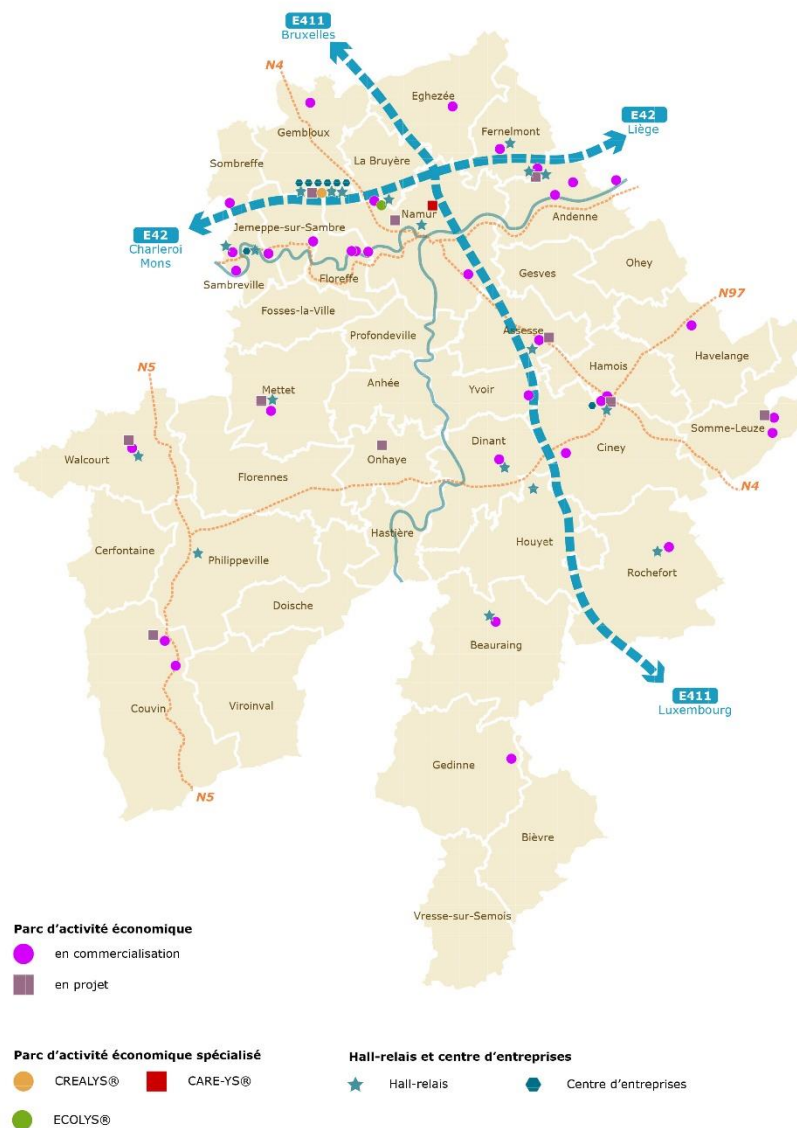 E411
Bruxelles
N4
Eghezée
E42
Liège
Gembloux
Fernelmont
La Bruyère
Sombreffe
Namur
Andenne
Jemeppe-sur-Sambre
E42
Charleroi
Mons
Ohey
Gesves
Floreffe
Sambreville
N97
Fosses-la-Ville
Assesse
Profondeville
Havelange
Hamois
N5
Anhée
Yvoir
Mettet
Somme-Leuze
Dinant
Ciney
Walcourt
Onhaye
Florennes
N4
Hastière
Houyet
Cerfontaine
Philippeville
Rochefort
Doische
Beauraing
E411
Luxembourg
Couvin
Viroinval
Gedinne
N5
Bièvre
Vresse-sur-Semois
Parc d'activité économique
en commercialisation
en projet
Parc d'activité économique spécialisé
Hall-relais et centre d'entreprises
CREALYS®
CARE-YS®
Hall-relais
Centre d'entreprises
ECOLYS®